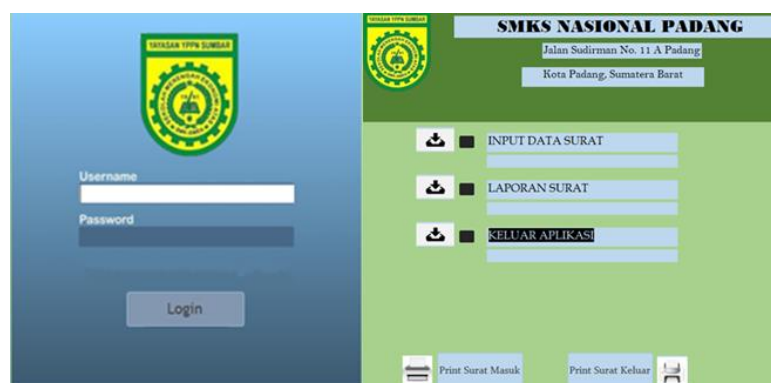 YAYASAN YPPN SUMBAR
Username
Password
Login
YAYASAN YPPN SUMBAR
SMKS NASIONAL PADANG
Jalan Sudirman No. 11 A Padang
Kota Padang, Sumatera Barat
INPUT DATA SURAT
LAPORAN SURAT
KELUAR APLIKASI
Print Surat Masuk
Print Surat Keluar